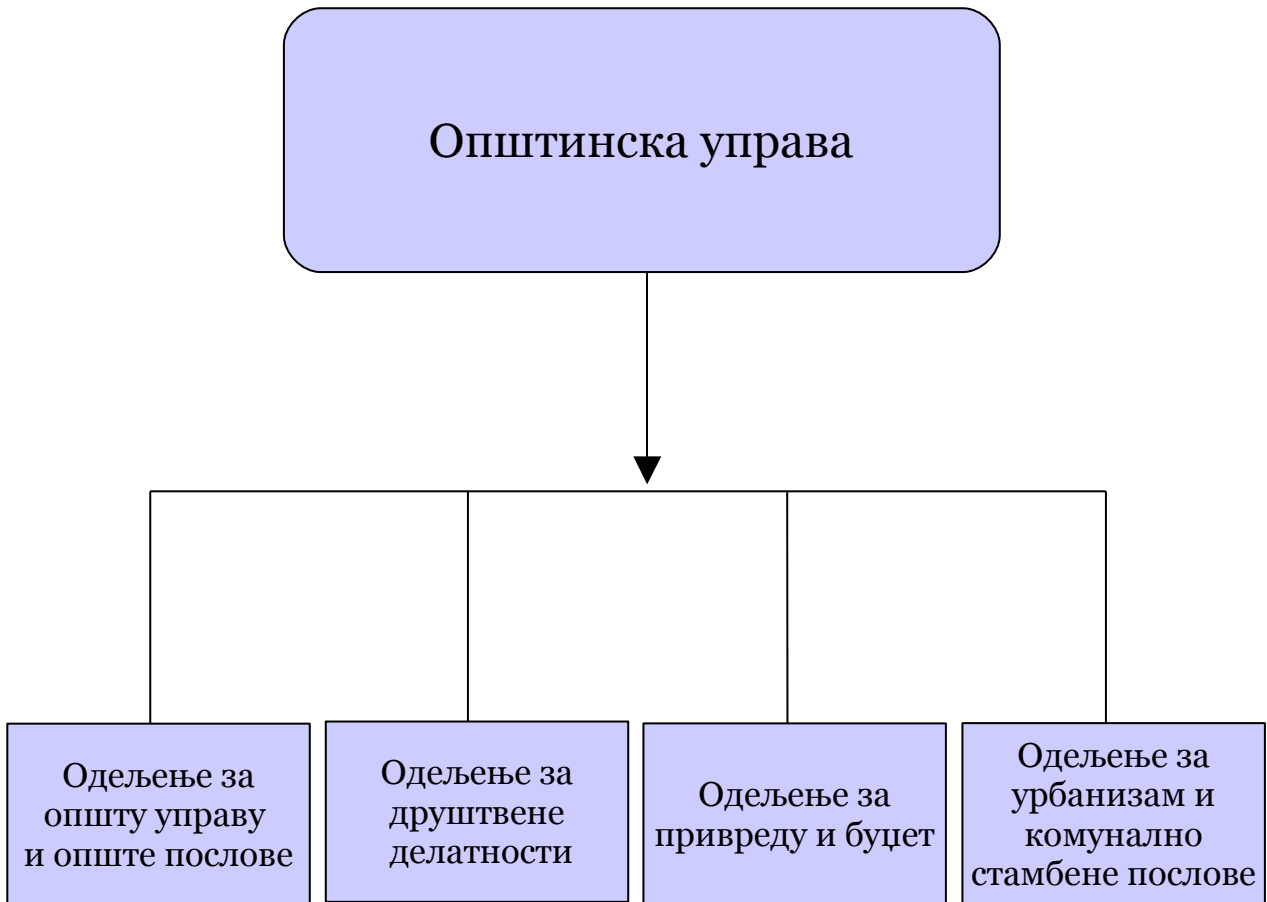 Општинска управа
Одељење за
општу управу
и опште послове
Одељење за
друштвене
делатности
Одељење за
привреду и буџет
Одељење за
урбанизам и
комунално
стамбене послове